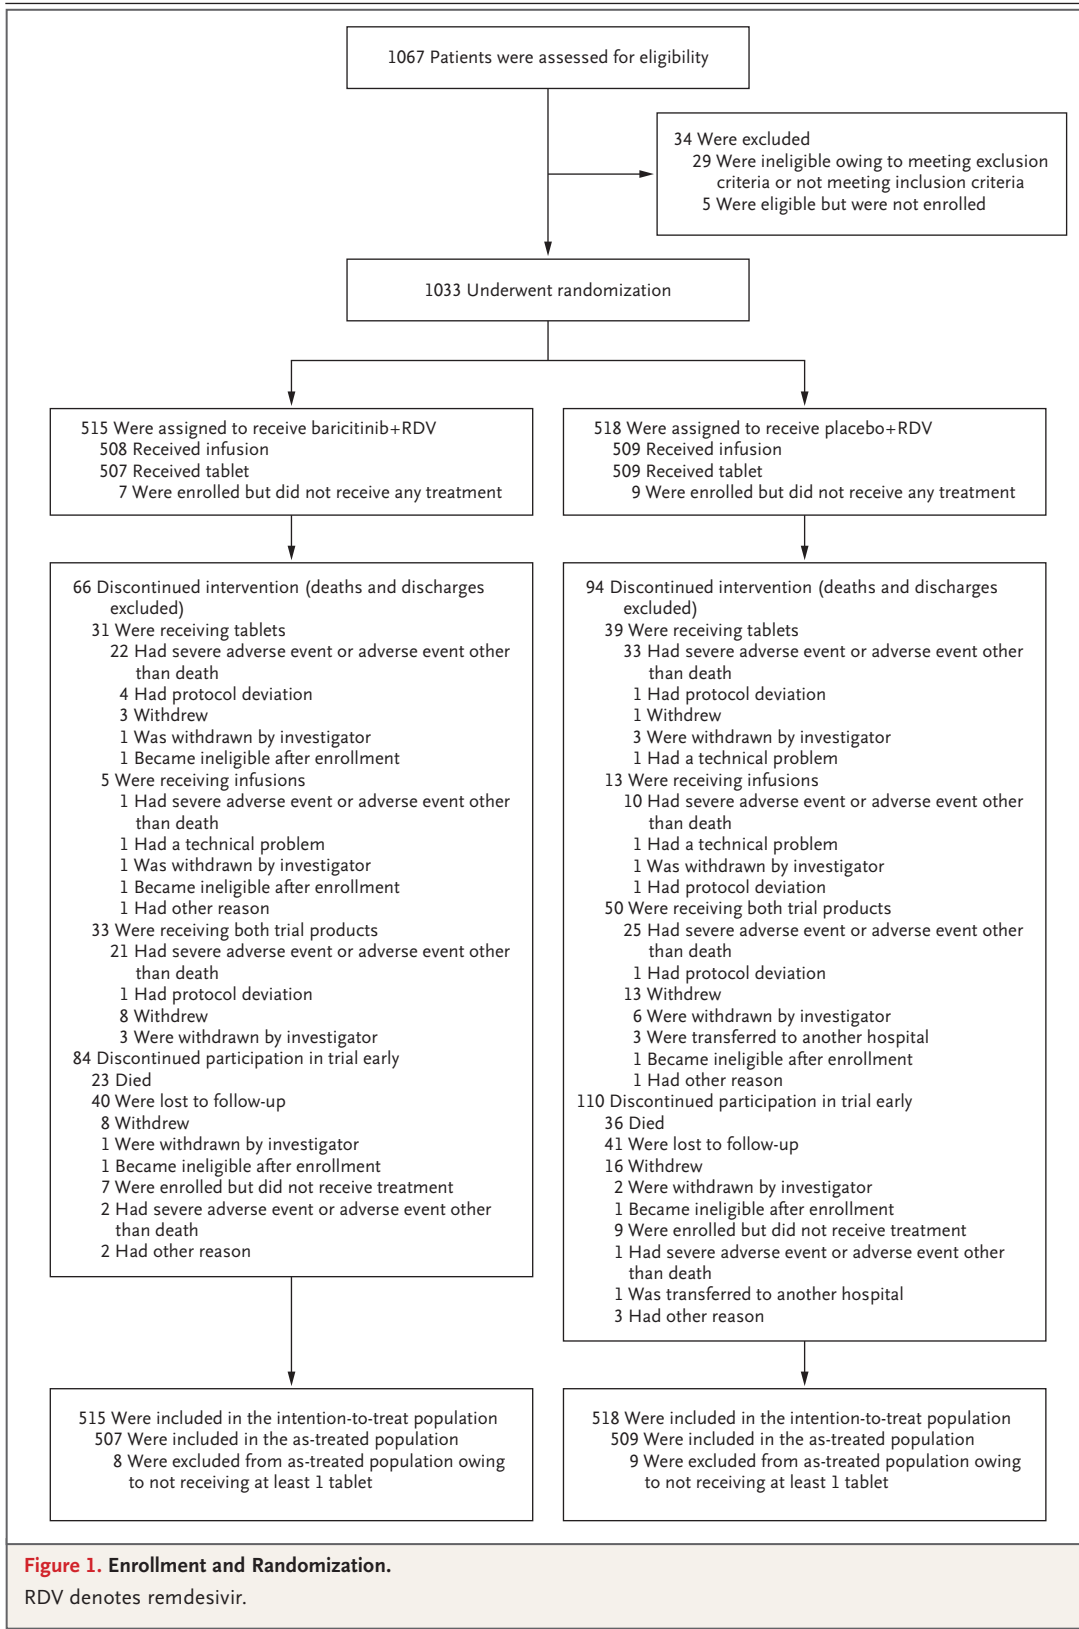 1067 Patients were assessed for eligibility
34 Were excluded
29 Were ineligible owing to meeting exclusion
criteria or not meeting inclusion criteria
5 Were eligible but were not enrolled
1033 Underwent randomization
515 Were assigned to receive baricitinib+RDV
508 Received infusion
507 Received tablet
7 Were enrolled but did not receive any treatment
518 Were assigned to receive placebo+RDV
509 Received infusion
509 Received tablet
9 Were enrolled but did not receive any treatment
66 Discontinued intervention (deaths and discharges
excluded)
31 Were receiving tablets
22 Had severe adverse event or adverse event other
than death
4 Had protocol deviation
3 Withdrew
1 Was withdrawn by investigator
1 Became ineligible after enrollment
5 Were receiving infusions
1 Had severe adverse event or adverse event other
than death
1 Had a technical problem
1 Was withdrawn by investigator
1 Became ineligible after enrollment
1 Had other reason
33 Were receiving both trial products
21 Had severe adverse event or adverse event other
than death
1 Had protocol deviation
8 Withdrew
3 Were withdrawn by investigator
84 Discontinued participation in trial early
23 Died
40 Were lost to follow-up
8 Withdrew
1 Were withdrawn by investigator
1 Became ineligible after enrollment
7 Were enrolled but did not receive treatment
2 Had severe adverse event or adverse event other
than death
2 Had other reason
94 Discontinued intervention (deaths and discharges
excluded)
39 Were receiving tablets
33 Had severe adverse event or adverse event other
than death
1 Had protocol deviation
1 Withdrew
3 Were withdrawn by investigator
1 Had a technical problem
13 Were receiving infusions
10 Had severe adverse event or adverse event other
than death
1 Had a technical problem
1 Was withdrawn by investigator
1 Had protocol deviation
50 Were receiving both trial products
25 Had severe adverse event or adverse event other
than death
1 Had protocol deviation
13 Withdrew
6 Were withdrawn by investigator
3 Were transferred to another hospital
1 Became ineligible after enrollment
1 Had other reason
110 Discontinued participation in trial early
36 Died
41 Were lost to follow-up
16 Withdrew
2 Were withdrawn by investigator
1 Became ineligible after enrollment
9 Were enrolled but did not receive treatment
1 Had severe adverse event or adverse event other
than death
1 Was transferred to another hospital
3 Had other reason
515 Were included in the intention-to-treat population
507 Were included in the as-treated population
8 Were excluded from as-treated population owing
to not receiving at least 1 tablet
518 Were included in the intention-to-treat population
509 Were included in the as-treated population
9 Were excluded from as-treated population owing
to not receiving at least 1 tablet
Figure 1. Enrollment and Randomization.
RDV denotes remdesivir.